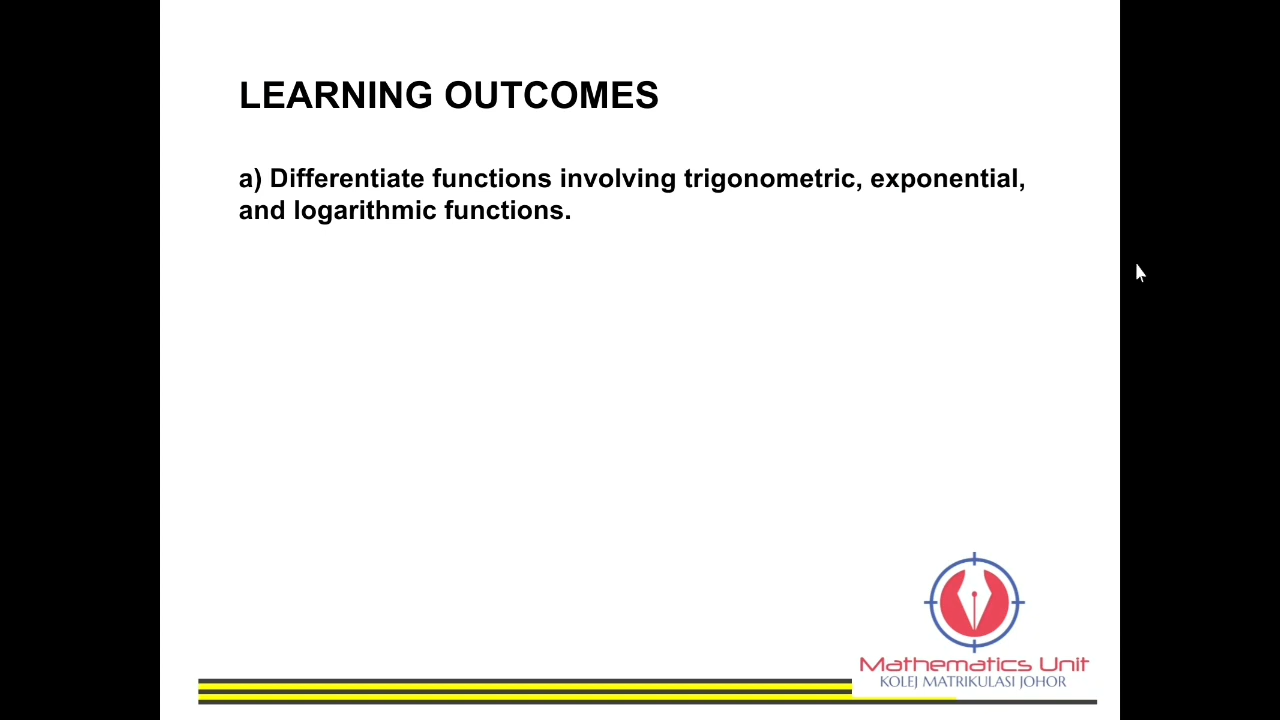 LEARNING OUTCOMES
a) Differentiate functions involving trigonometric, exponential,
and logarithmic functions.
Mathematics Unit
KOLEJ MATRIKULASI JOHOR